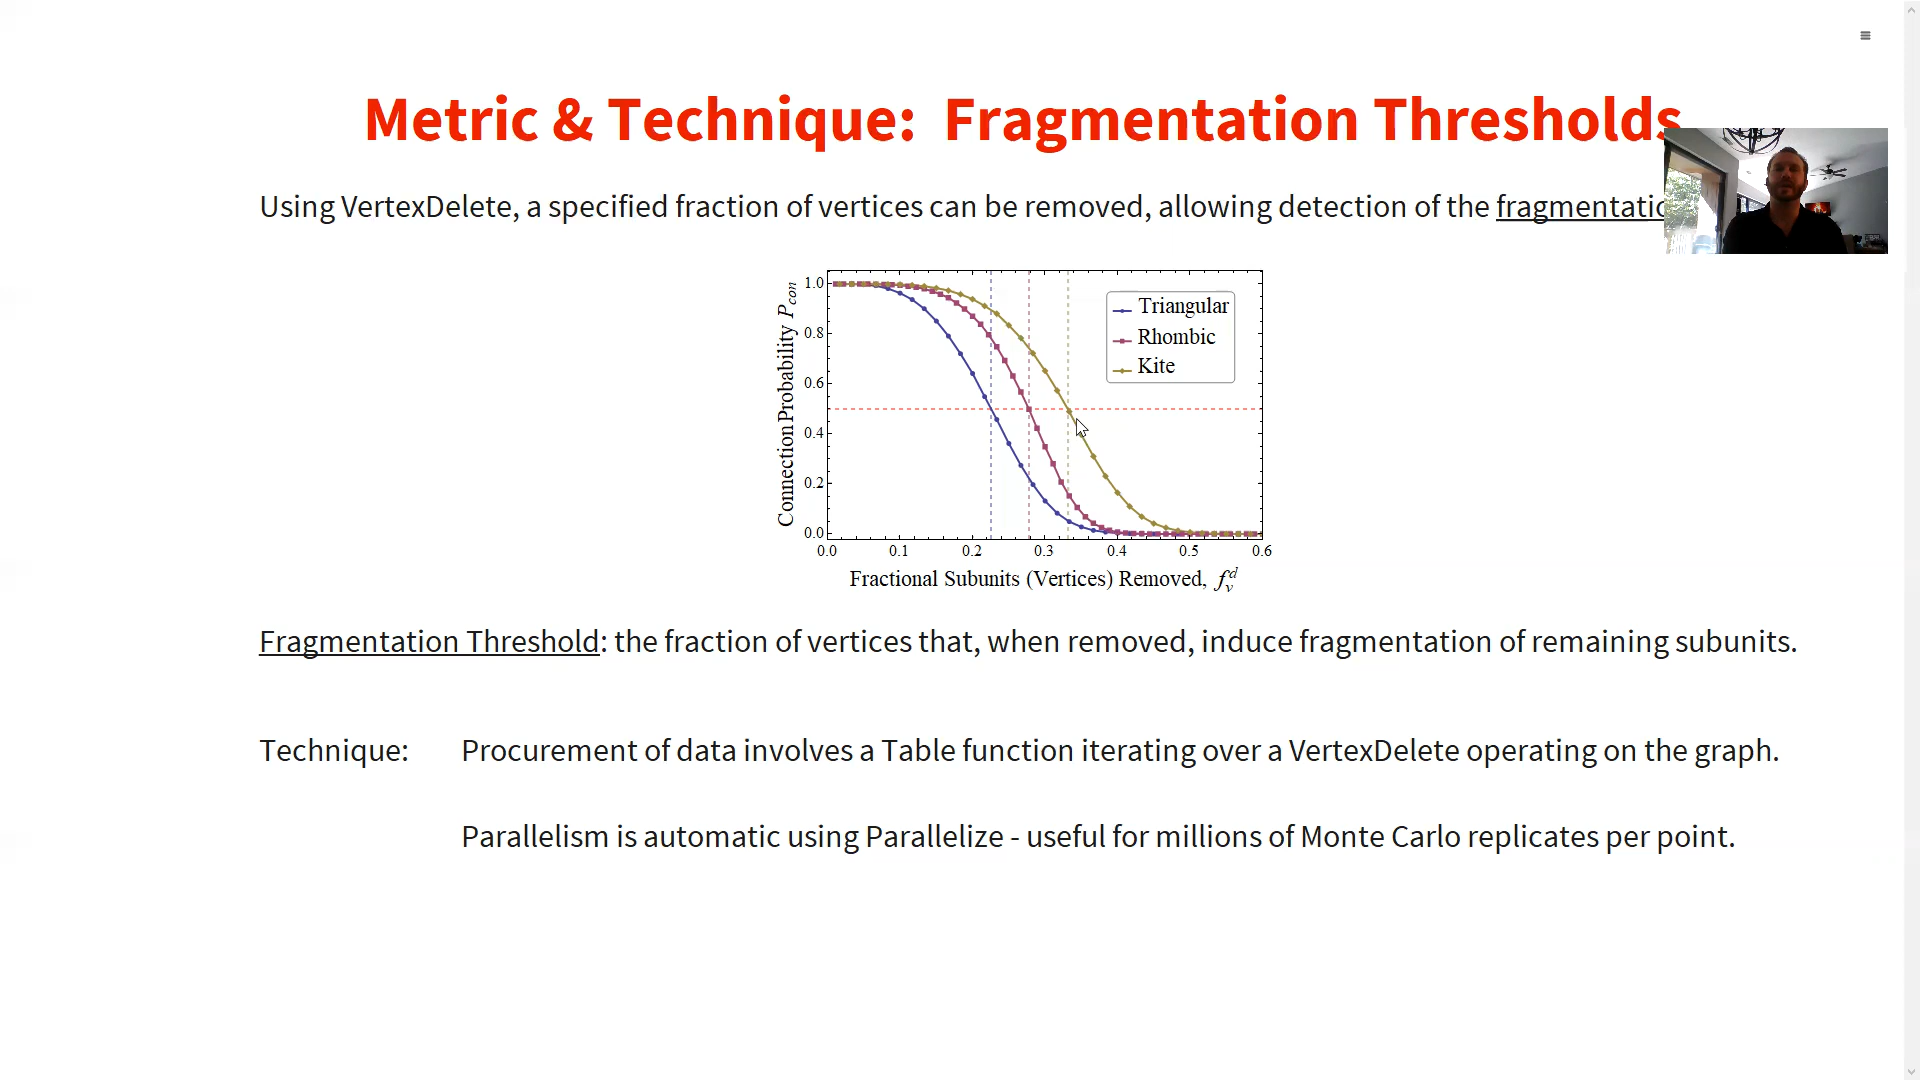 Metric & Technique: Fragmentation Thresholds
Using VertexDelete, a specified fraction of vertices can be removed, allowing detection of the
Connection Probability P_con
1.0
0.8
0.6
0.4
0.2
0.0
Triangular
Rhombic
Kite
0.0 0.1 0.2 0.3 0.4 0.5 0.6
Fractional Subunits (Vertices) Removed, f_v^d
Fragmentation Threshold: the fraction of vertices that, when removed, induce fragmentation of remaining subunits.
Technique: Procurement of data involves a Table function iterating over a VertexDelete operating on the graph.
Parallelism is automatic using Parallelize - useful for millions of Monte Carlo replicates per point.